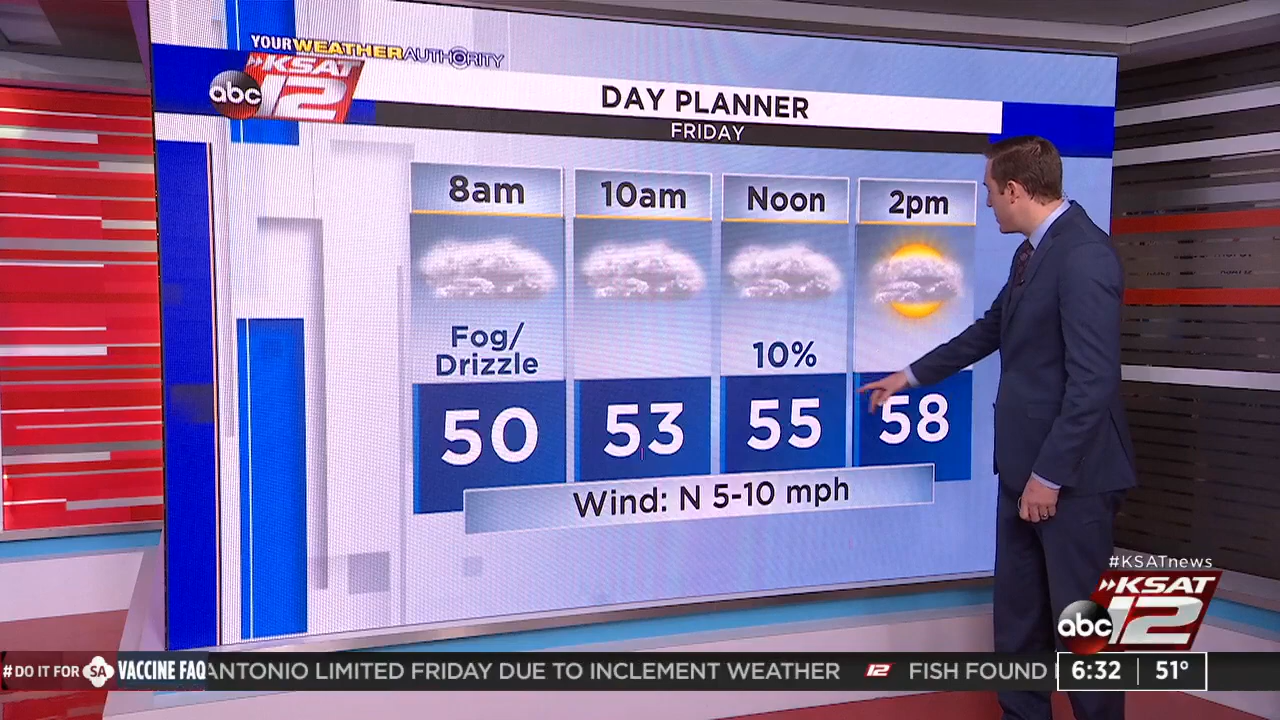 YOUR WEATHER AUTHORITY
KSAT
abc 12
DAY PLANNER
FRIDAY
8am 10am Noon 2pm
Fog/
Drizzle
10%
50 53 55 58
Wind: N 5-10 mph
#KSATnews
KSAT
abc 12
#DO IT FOR SA VACCINE FAQ ANTONIO LIMITED FRIDAY DUE TO INCLEMENT WEATHER 12 FISH FOUND
6:32 51°